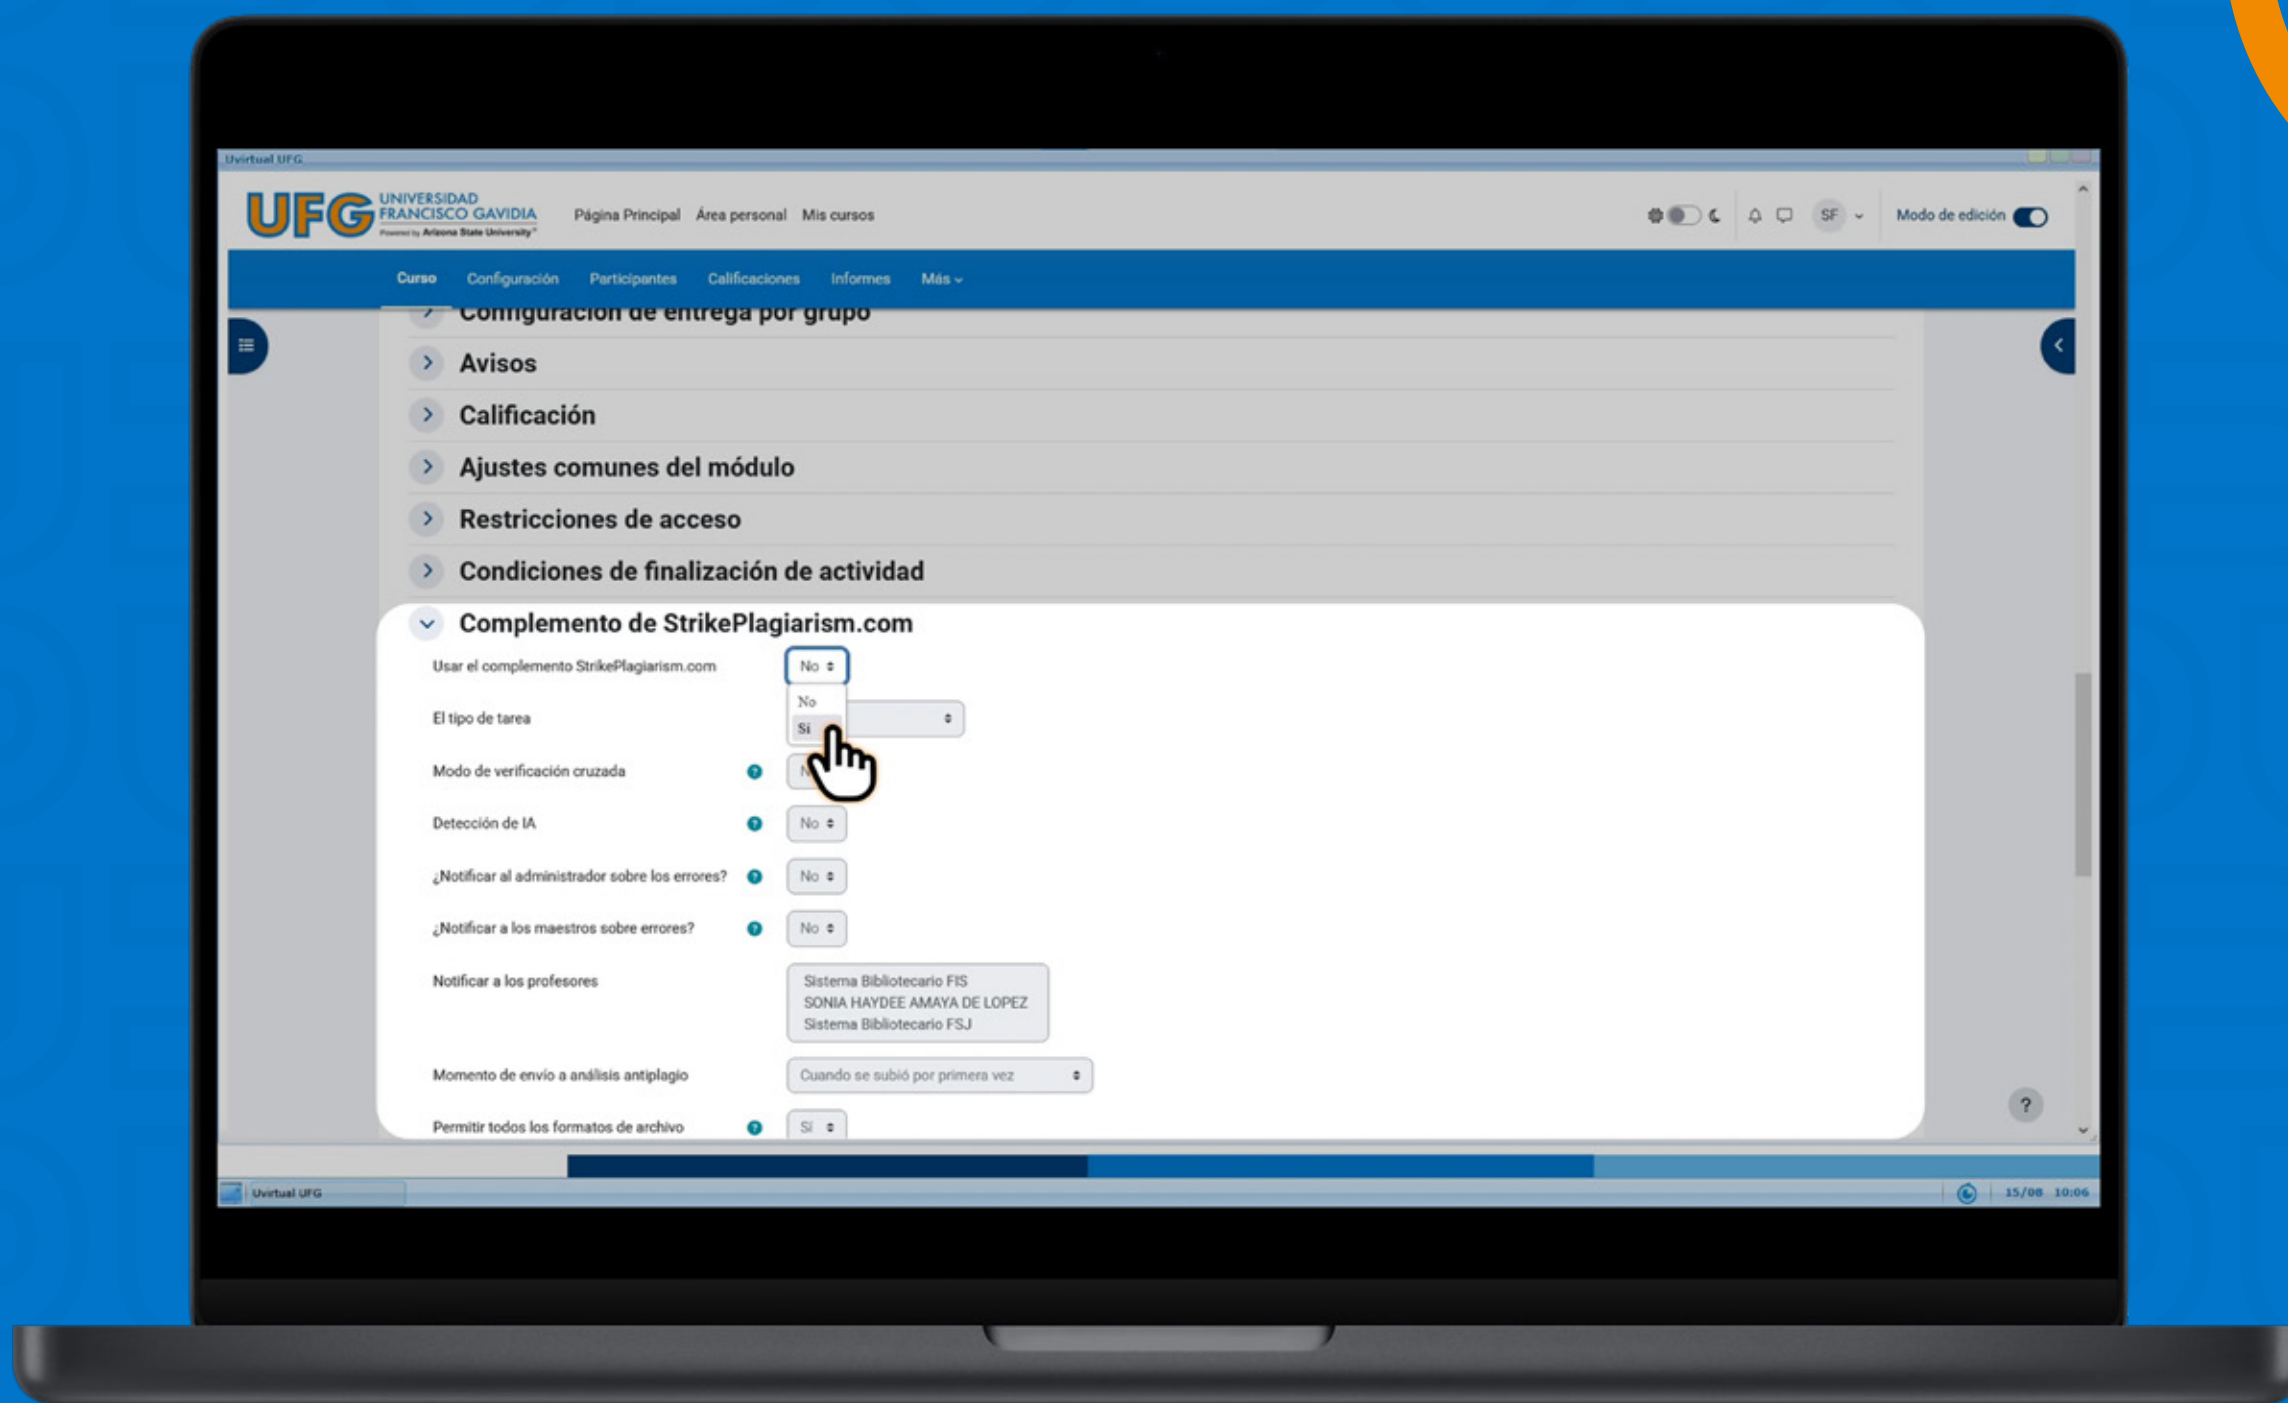 Uvirtual UFG
UFG UNIVERSIDAD
FRANCISCO GAVIDIA
Powered by Arizona State University®
Página Principal Área personal Mis cursos
SF Modo de edición
Curso Configuración Participantes Calificaciones Informes Más
Configuración de entrega por grupo
Avisos
Calificación
Ajustes comunes del módulo
Restricciones de acceso
Condiciones de finalización de actividad
Complemento de StrikePlagiarism.com
Usar el complemento StrikePlagiarism.com No
No
Sí
El tipo de tarea
Modo de verificación cruzada
Detección de IA No
¿Notificar al administrador sobre los errores? No
¿Notificar a los maestros sobre errores? No
Notificar a los profesores
Sistema Bibliotecario FIS
SONIA HAYDEE AMAYA DE LOPEZ
Sistema Bibliotecario FSJ
Momento de envío a análisis antiplagio Cuando se subió por primera vez
Permitir todos los formatos de archivo Sí
?
Uvirtual UFG 15/08 10:06